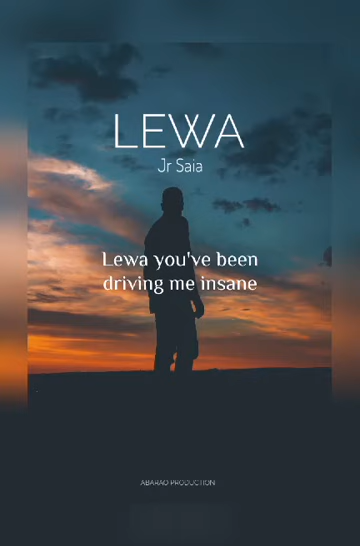 LEWA
Jr Saia
Lewa you've been
driving me insane
ABARAO PRODUCTION